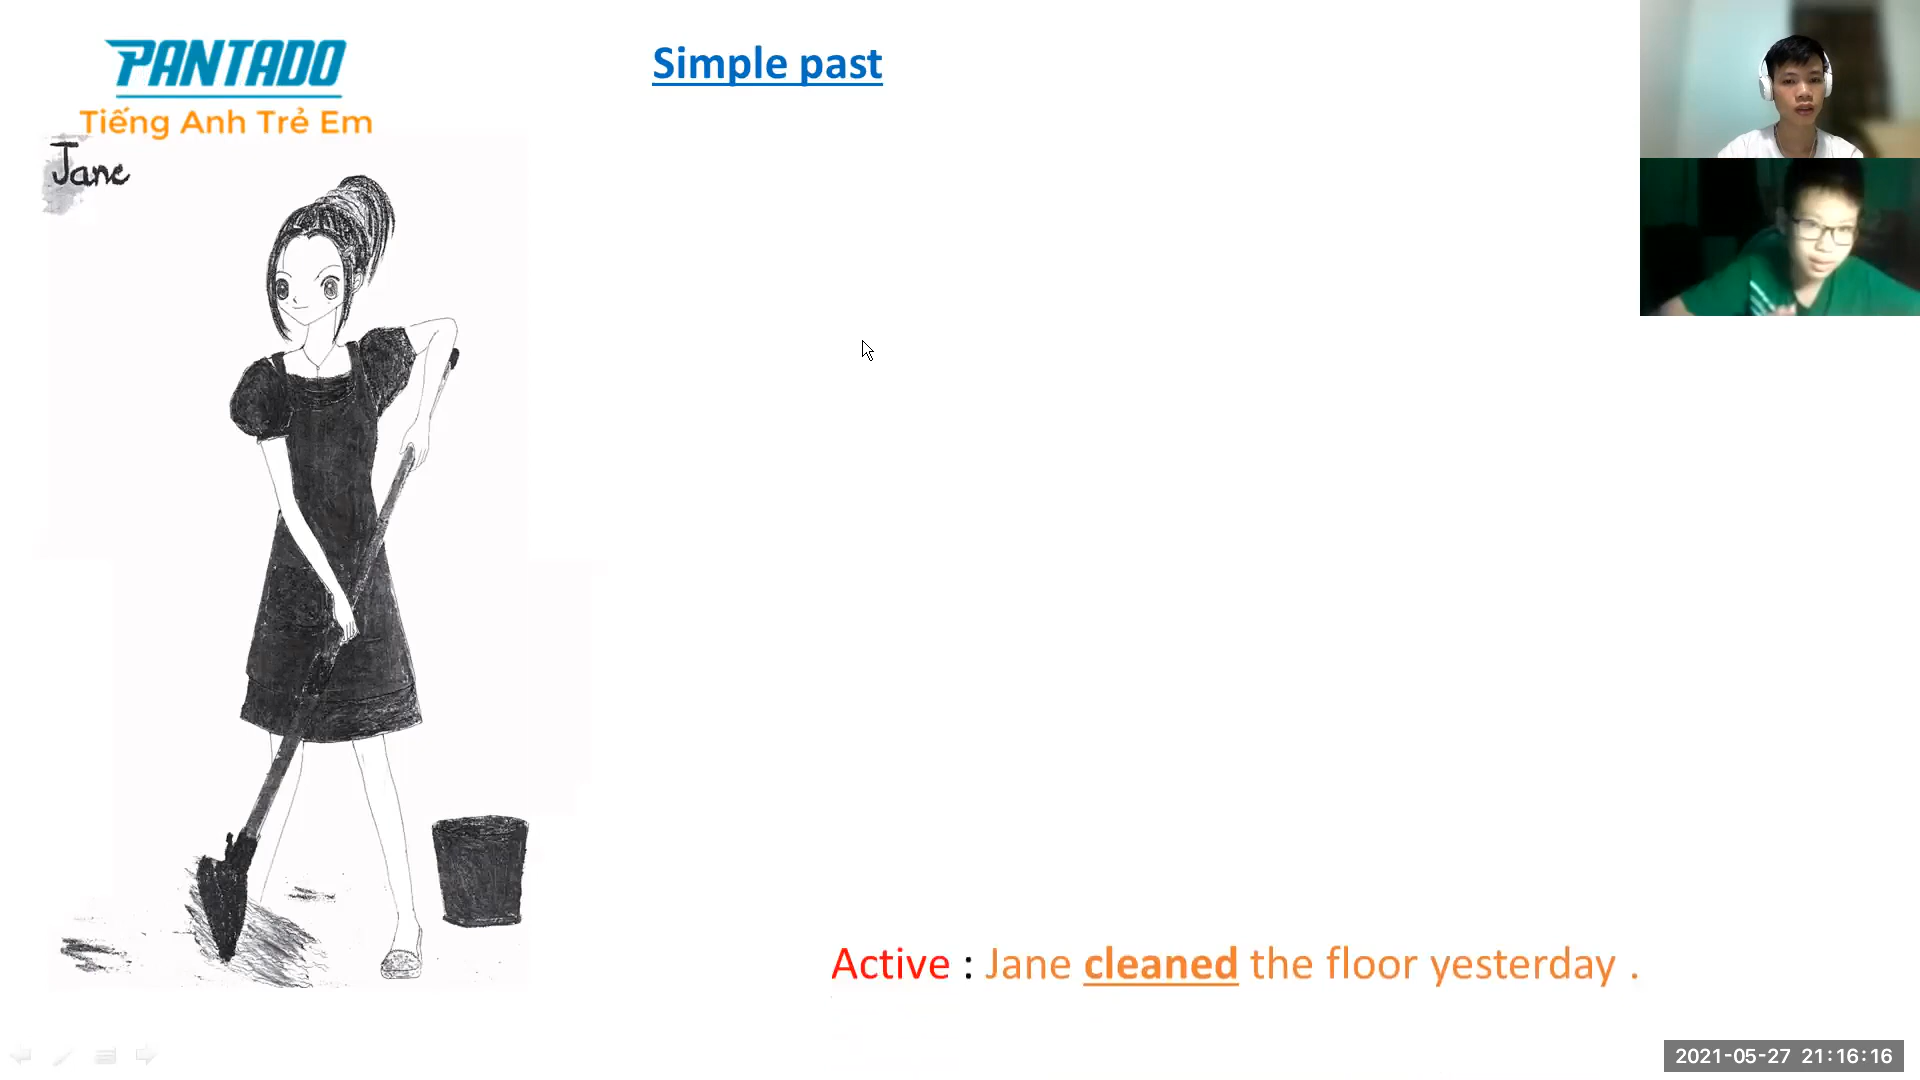 PANTADO
Tiếng Anh Trẻ Em
Simple past
Jane
Active : Jane cleaned the floor yesterday .
2021-05-27 21:16:16